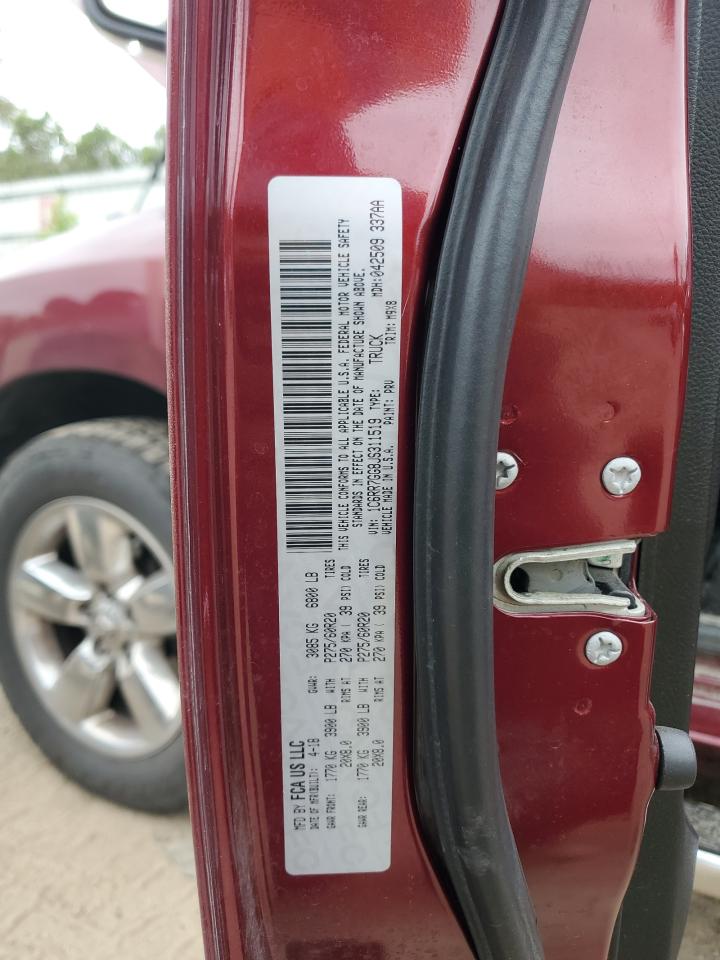 MFD BY FCA US LLC
DATE OF MFR(BUILT): 4-18
GVWR: 3085 KG 6800 LB
GAWR FRONT: 1770 KG 3900 LB WITH P275/60R20 TIRES
20X8.0 RIMS AT 270 KPA ( 39 PSI) COLD
GAWR REAR: 1770 KG 3900 LB WITH P275/60R20 TIRES
20X8.0 RIMS AT 270 KPA ( 39 PSI) COLD
THIS VEHICLE CONFORMS TO ALL APPLICABLE U.S.A. FEDERAL MOTOR VEHICLE SAFETY
STANDARDS IN EFFECT ON THE DATE OF MANUFACTURE SHOWN ABOVE.
VIN: 1C6RR7GG8JS311519 TYPE: TRUCK MDH:042509 337AA
VEHICLE MADE IN U.S.A. PAINT: PRV TRIM: M9X8